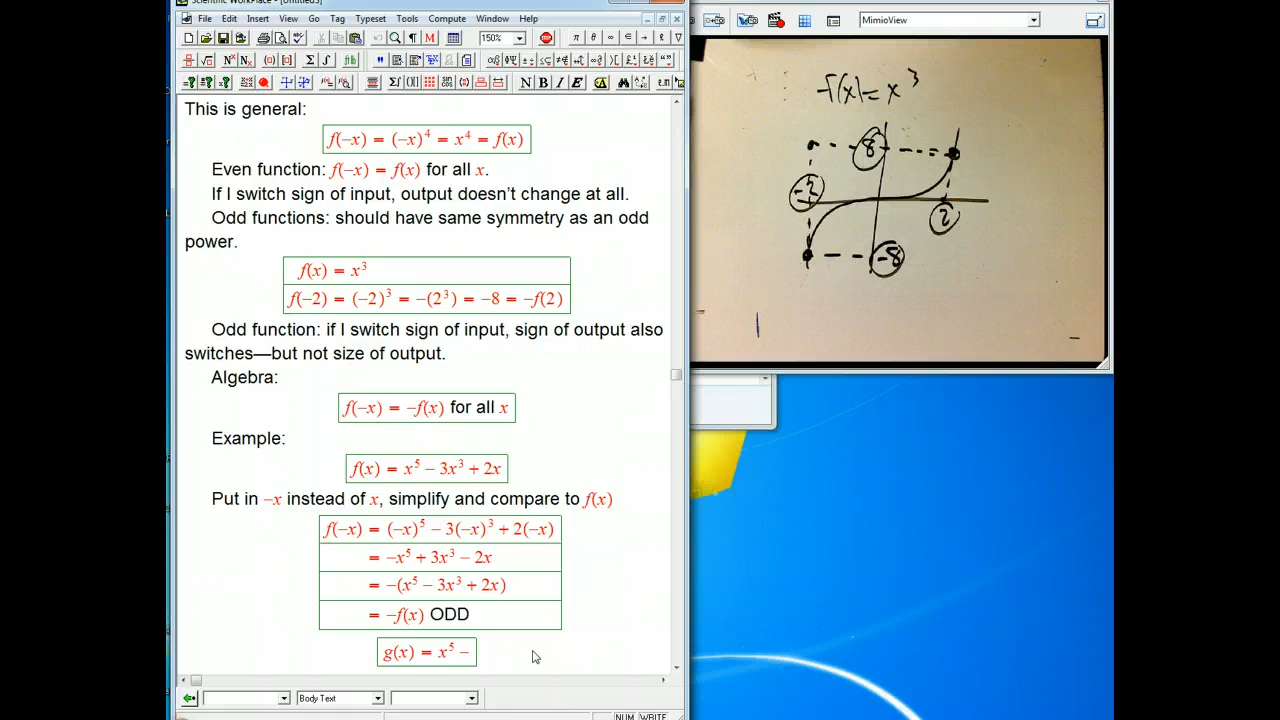 Scientific WorkPlace - [Untitled3]
File Edit Insert View Go Tag Typeset Tools Compute Window Help
150%
MimioView
This is general:
f(-x) = (-x)⁴ = x⁴ = f(x)
Even function: f(-x) = f(x) for all x.
If I switch sign of input, output doesn't change at all.
Odd functions: should have same symmetry as an odd
power.
f(x) = x³
f(-2) = (-2)³ = -(2³) = -8 = -f(2)
Odd function: if I switch sign of input, sign of output also
switches—but not size of output.
Algebra:
f(-x) = -f(x) for all x
Example:
f(x) = x⁵ - 3x³ + 2x
Put in -x instead of x, simplify and compare to f(x)
f(-x) = (-x)⁵ - 3(-x)³ + 2(-x)
= -x⁵ + 3x³ - 2x
= -(x⁵ - 3x³ + 2x)
= -f(x) ODD
g(x) = x⁵ -
Body Text
NUM WRITE
f(x) = x³
8
-2
2
-8